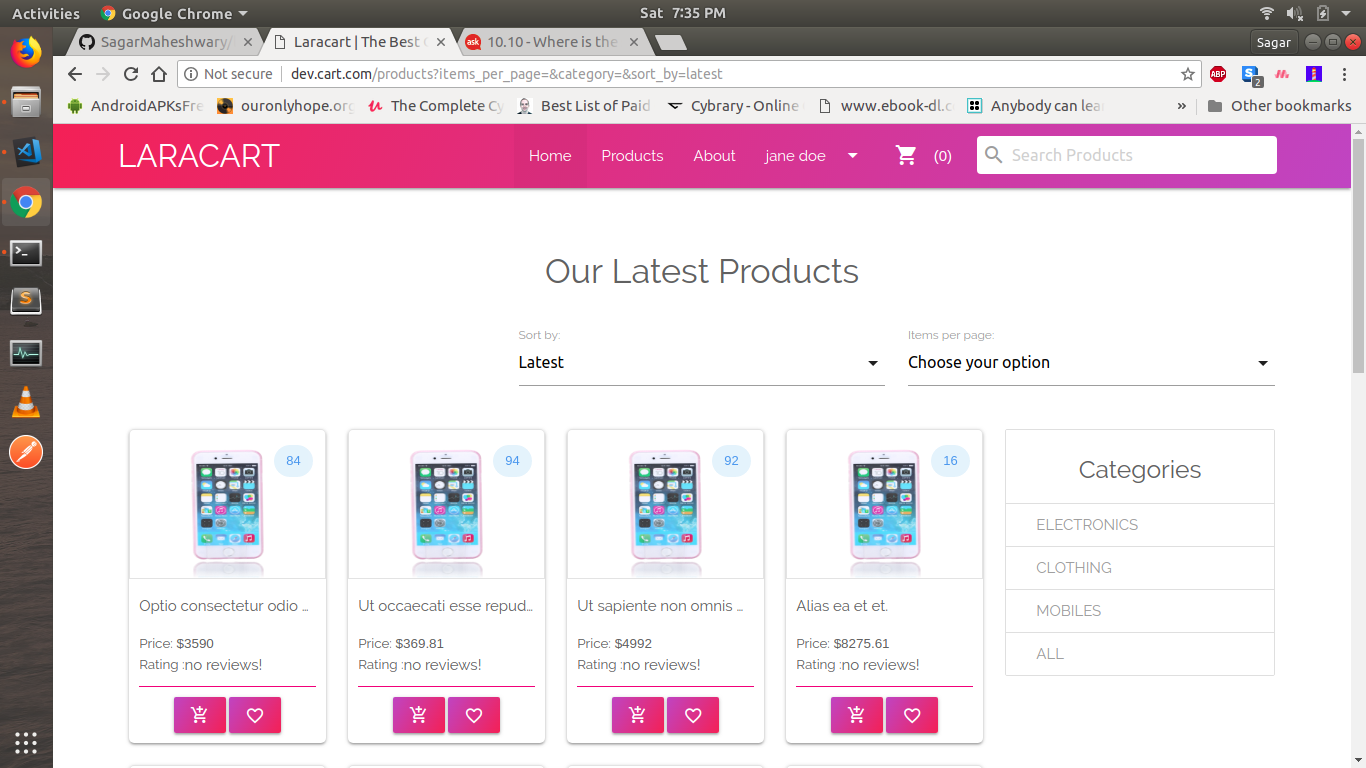 Activities Google Chrome Sat 7:35 PM
SagarMaheshwary/ Laracart | The Best 10.10 - Where is the Sagar
Not secure dev.cart.com/products?items_per_page=&category=&sort_by=latest ABP 2
AndroidAPKsFre ouronlyhope.org The Complete Cy Best List of Paid Cybrary - Online www.ebook-dl.c Anybody can lea » Other bookmarks
LARACART Home Products About jane doe (0) Search Products
Our Latest Products
Sort by: Items per page:
Latest Choose your option
84 94 92 16
Categories
ELECTRONICS
CLOTHING
MOBILES
ALL
Optio consectetur odio ... Ut occaecati esse repud... Ut sapiente non omnis ... Alias ea et et.
Price: $3590 Price: $369.81 Price: $4992 Price: $8275.61
Rating :no reviews! Rating :no reviews! Rating :no reviews! Rating :no reviews!